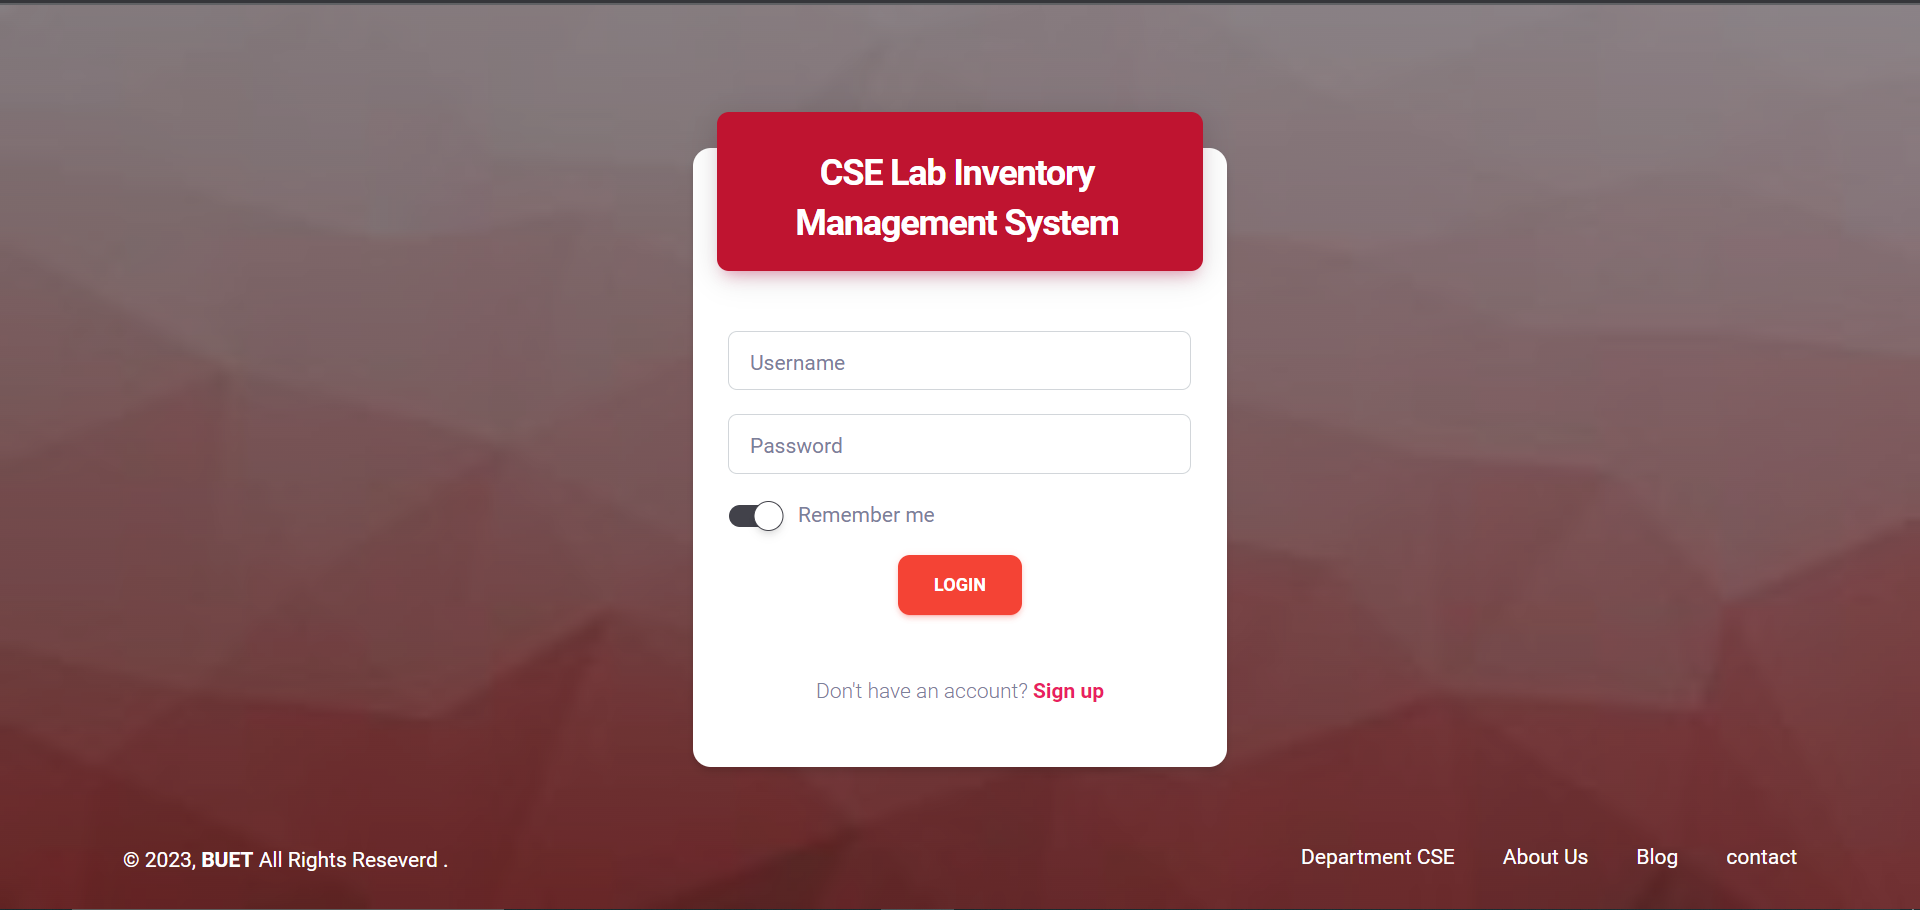 CSE Lab Inventory
Management System
Username
Password
Remember me
LOGIN
Don't have an account? Sign up
© 2023, BUET All Rights Reseverd .
Department CSE About Us Blog contact